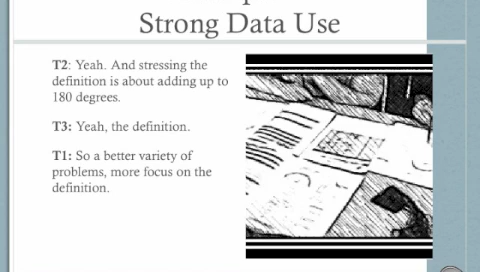 Strong Data Use
T2: Yeah. And stressing the
definition is about adding up to
180 degrees.
T3: Yeah, the definition.
T1: So a better variety of
problems, more focus on the
definition.